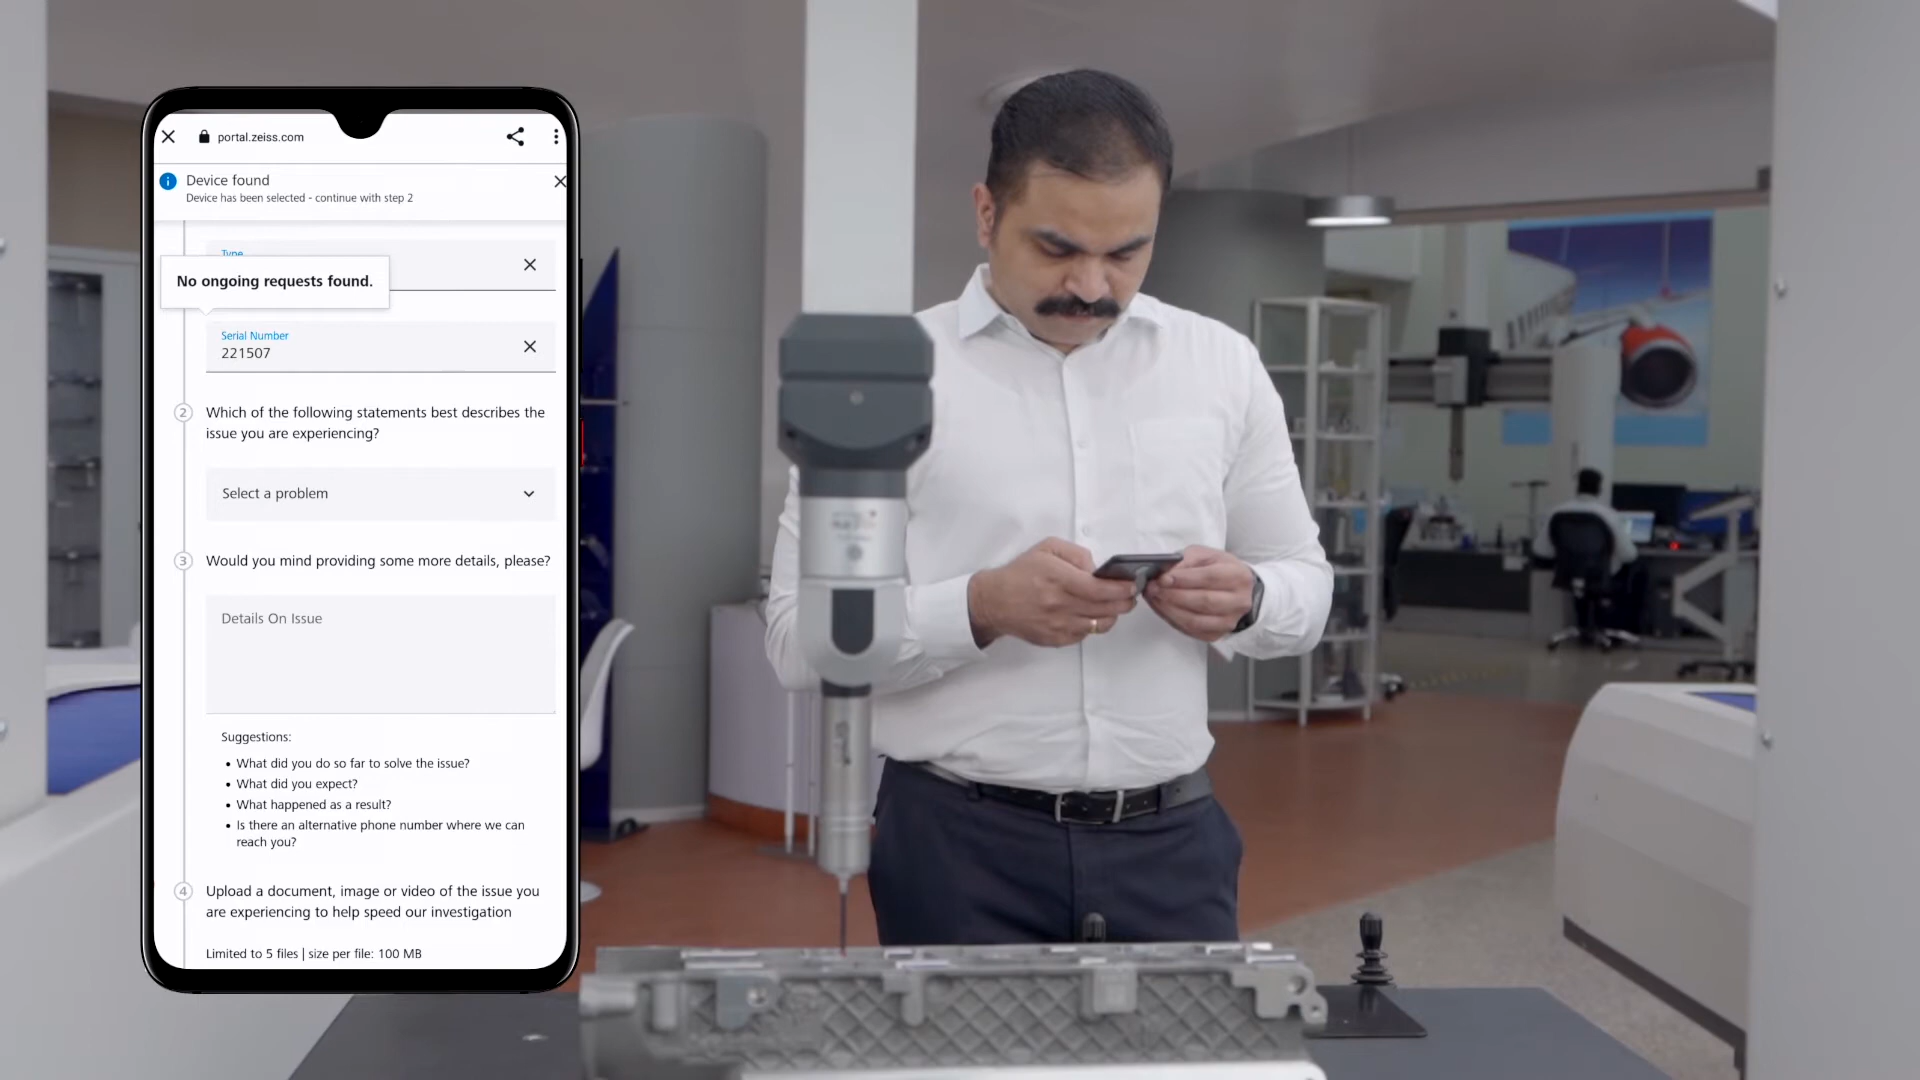 portal.zeiss.com
Device found
Device has been selected - continue with step 2
Type
No ongoing requests found.
Serial Number
221507
2 Which of the following statements best describes the
issue you are experiencing?
Select a problem
3 Would you mind providing some more details, please?
Details On Issue
Suggestions:
• What did you do so far to solve the issue?
• What did you expect?
• What happened as a result?
• Is there an alternative phone number where we can
reach you?
4 Upload a document, image or video of the issue you
are experiencing to help speed our investigation
Limited to 5 files | size per file: 100 MB